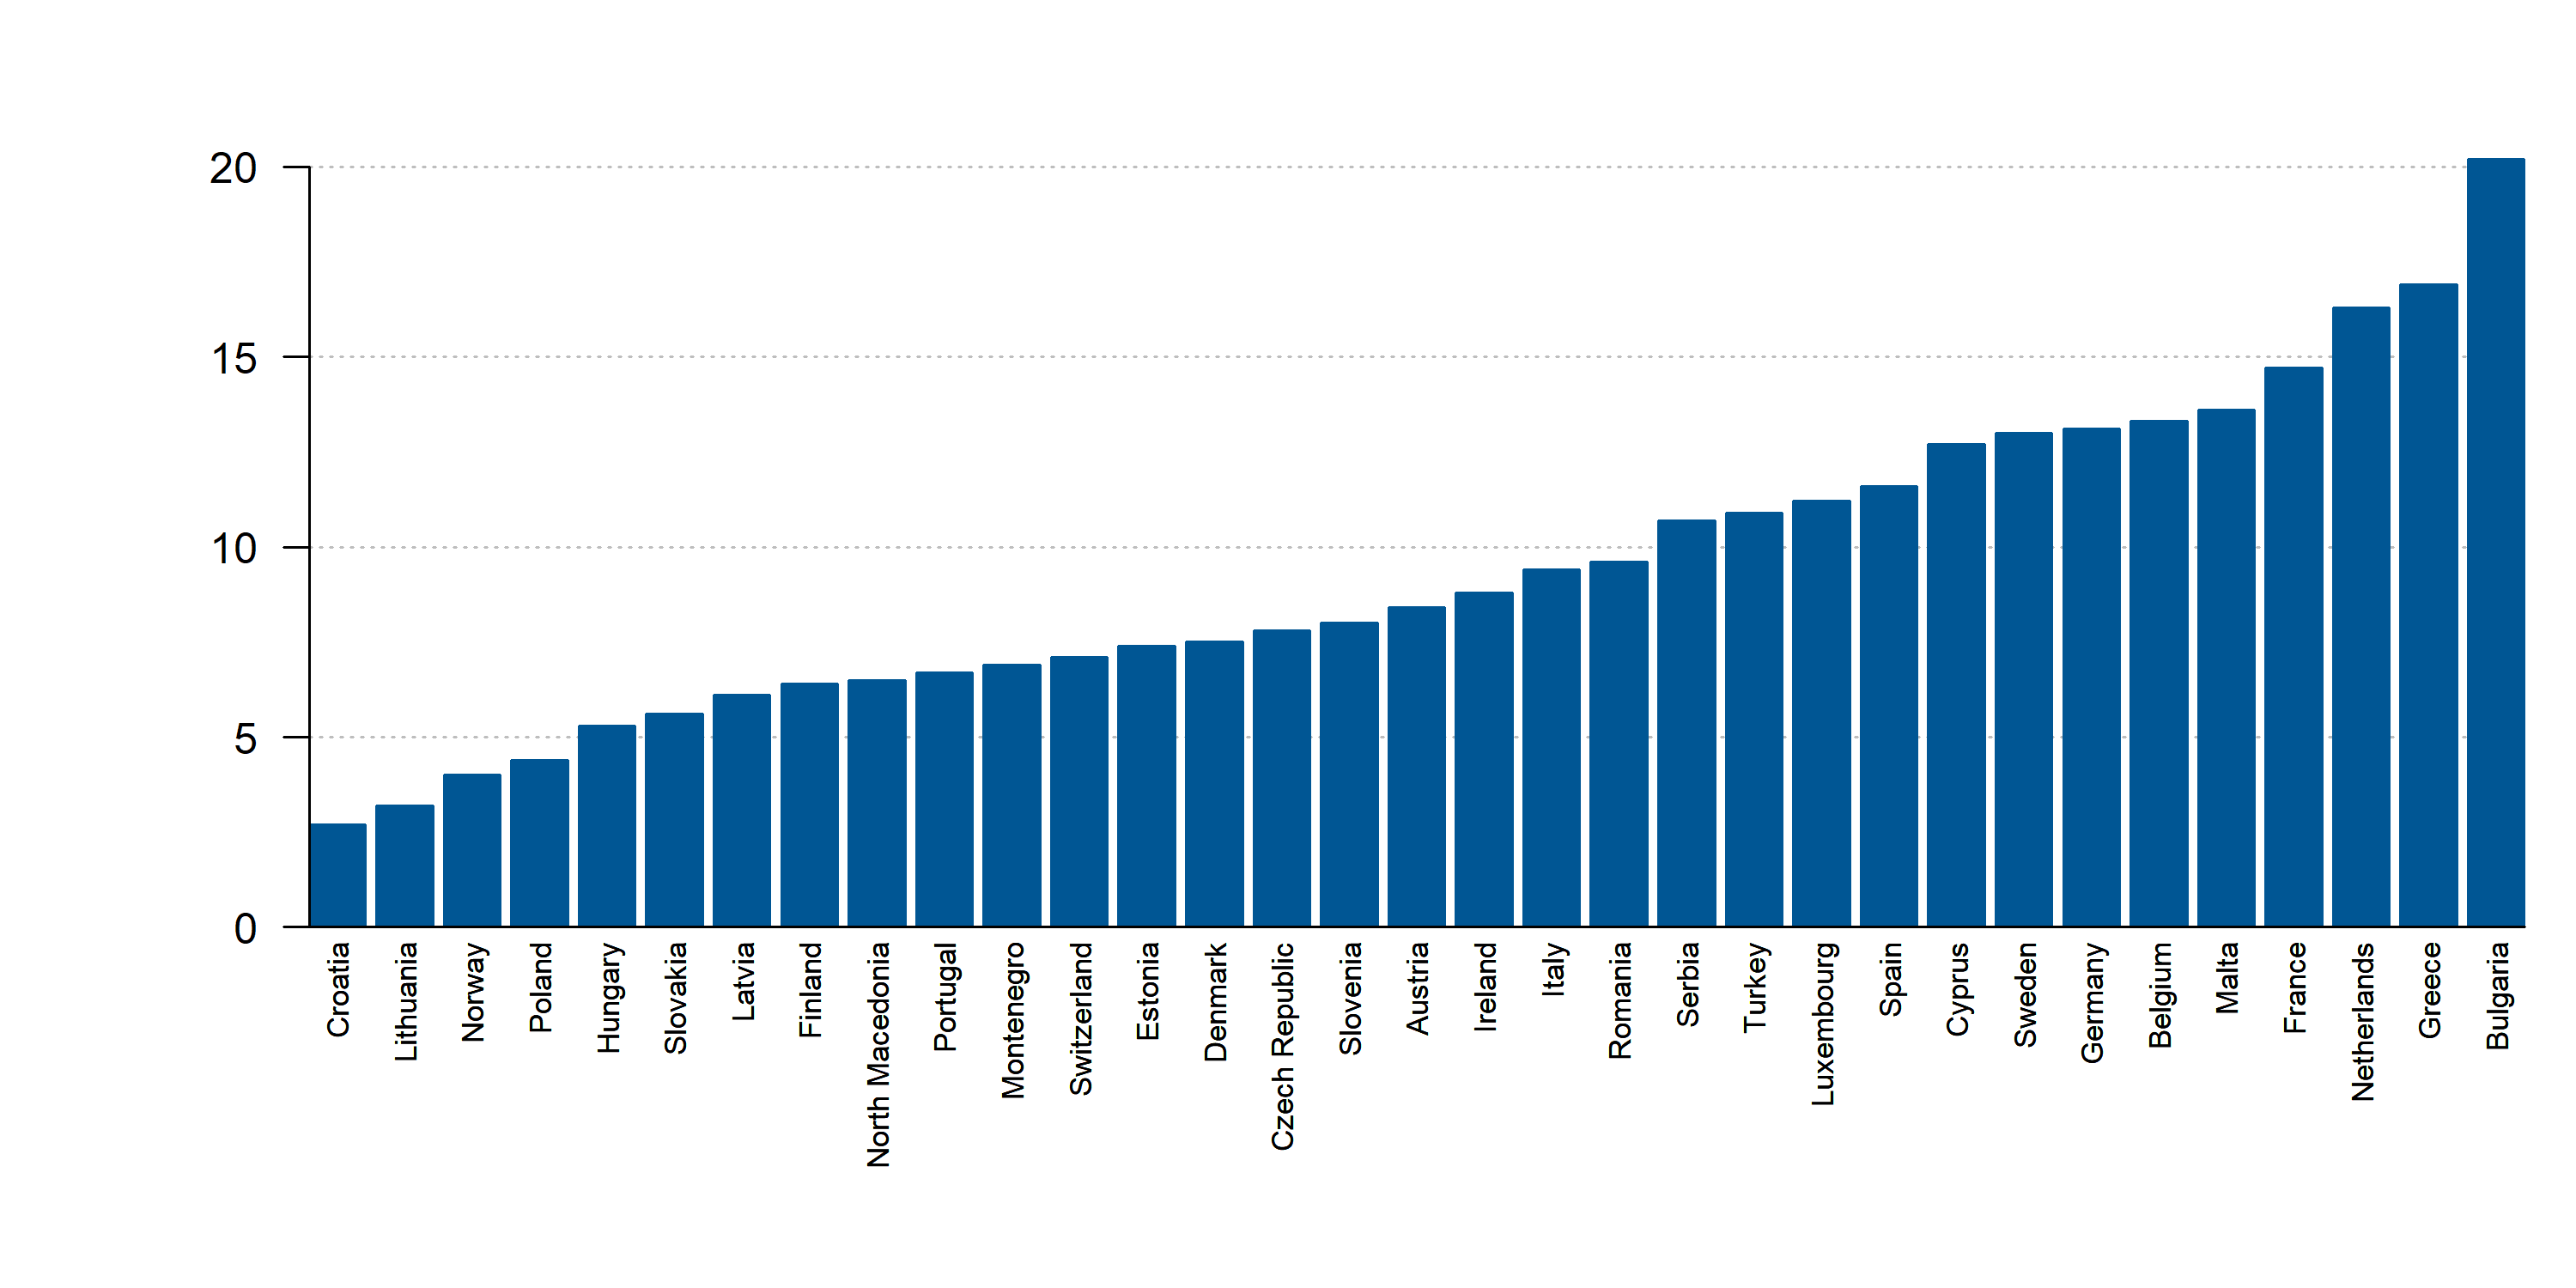 20
15
10
5
0
Croatia
Lithuania
Norway
Poland
Hungary
Slovakia
Latvia
Finland
North Macedonia
Portugal
Montenegro
Switzerland
Estonia
Denmark
Czech Republic
Slovenia
Austria
Ireland
Italy
Romania
Serbia
Turkey
Luxembourg
Spain
Cyprus
Sweden
Germany
Belgium
Malta
France
Netherlands
Greece
Bulgaria